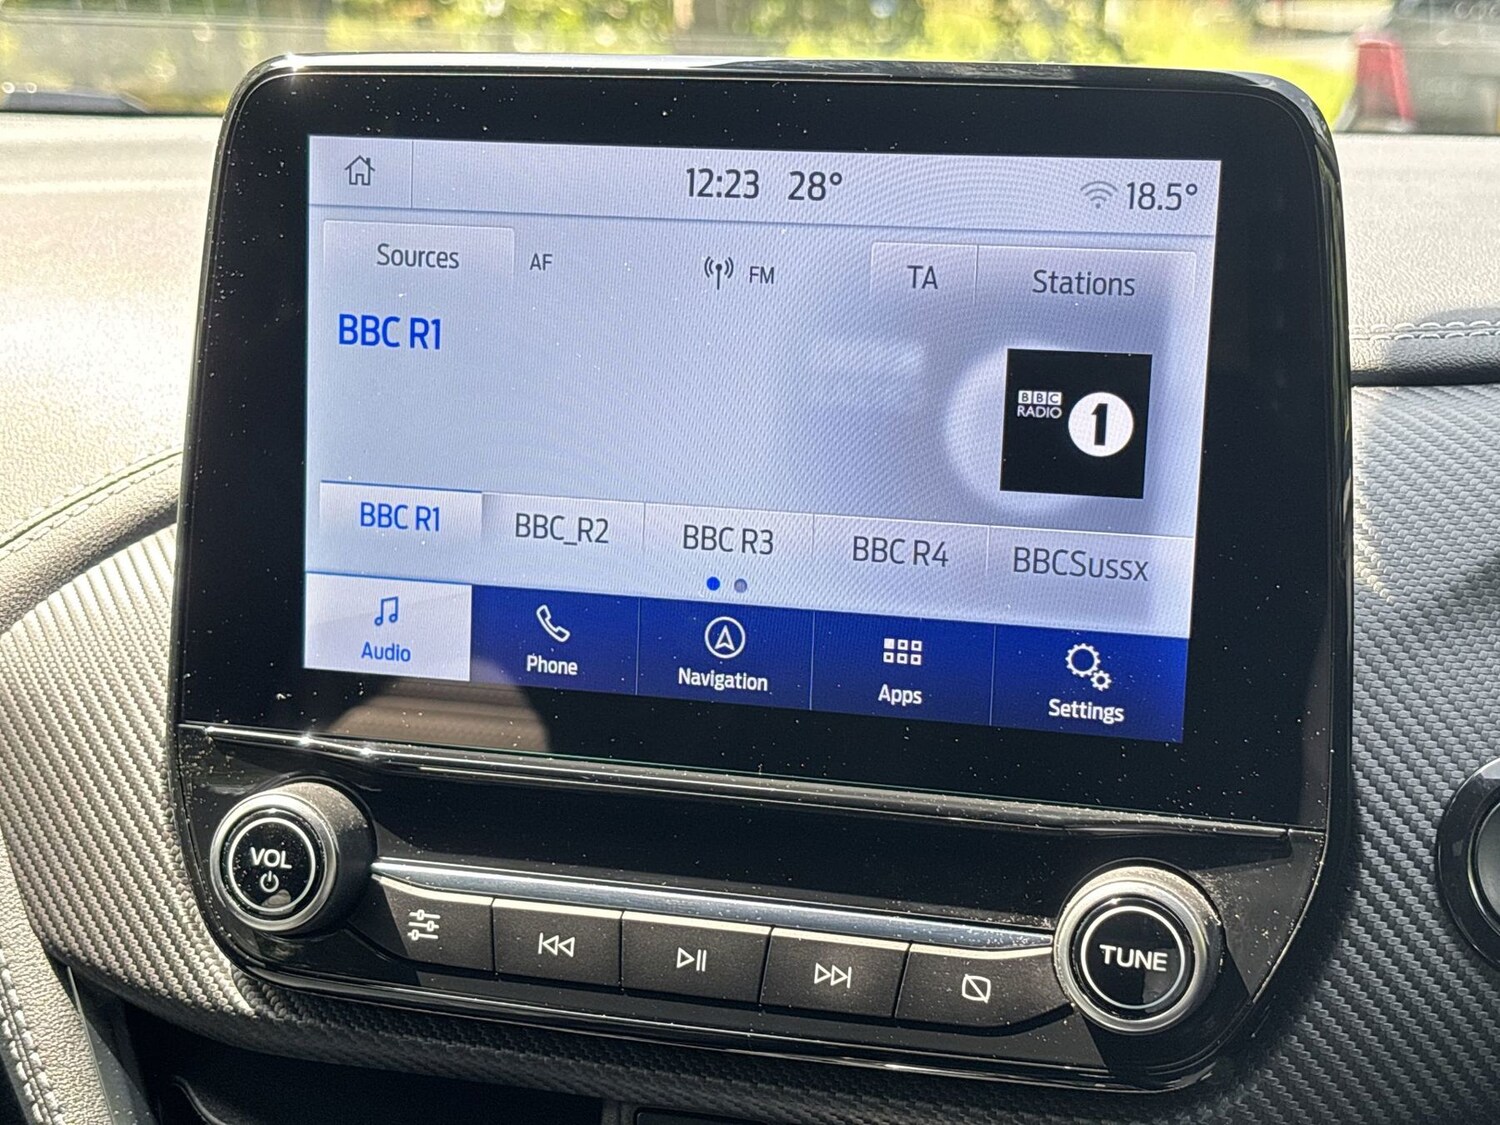 12:23 28° 18.5°
Sources AF FM TA Stations
BBC R1
BBC
RADIO 1
BBC R1 BBC_R2 BBC R3 BBC R4 BBCSussx
Audio Phone Navigation Apps Settings
VOL
TUNE